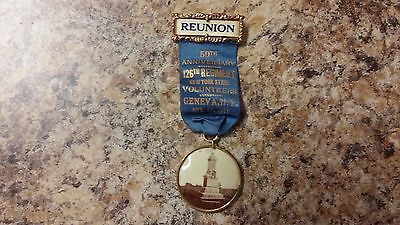 REUNION
50TH
ANNIVERSARY
126TH REGIMENT
NEW YORK STATE
VOLUNTEERS
GENEVA, N.Y.